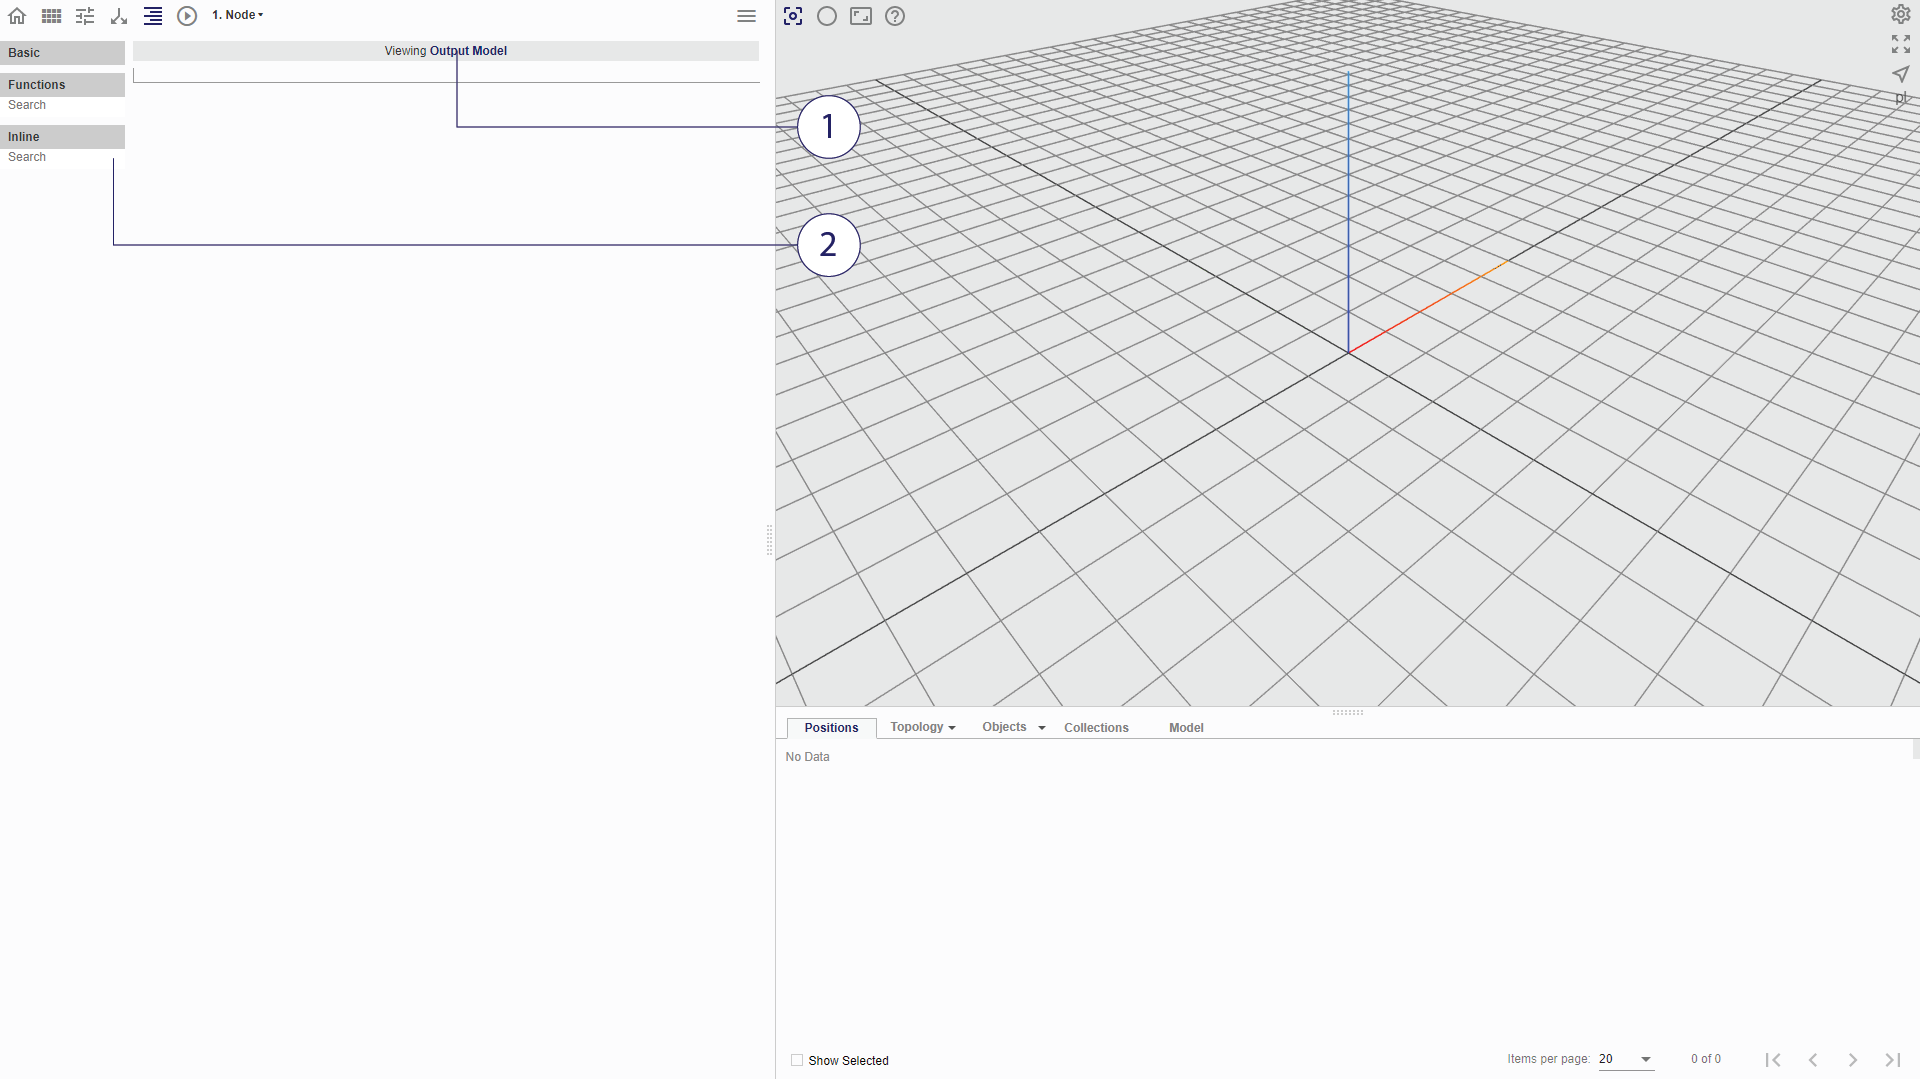 1. Node
Basic
Functions
Search
Inline
Search
Viewing Output Model
1
2
pl
Positions
Topology
Objects
Collections
Model
No Data
Show Selected
Items per page: 20
0 of 0